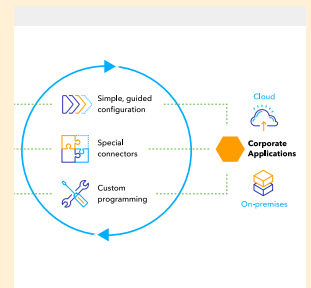 Simple, guided
configuration
Special
connectors
Custom
programming
Cloud
Corporate
Applications
On-premises